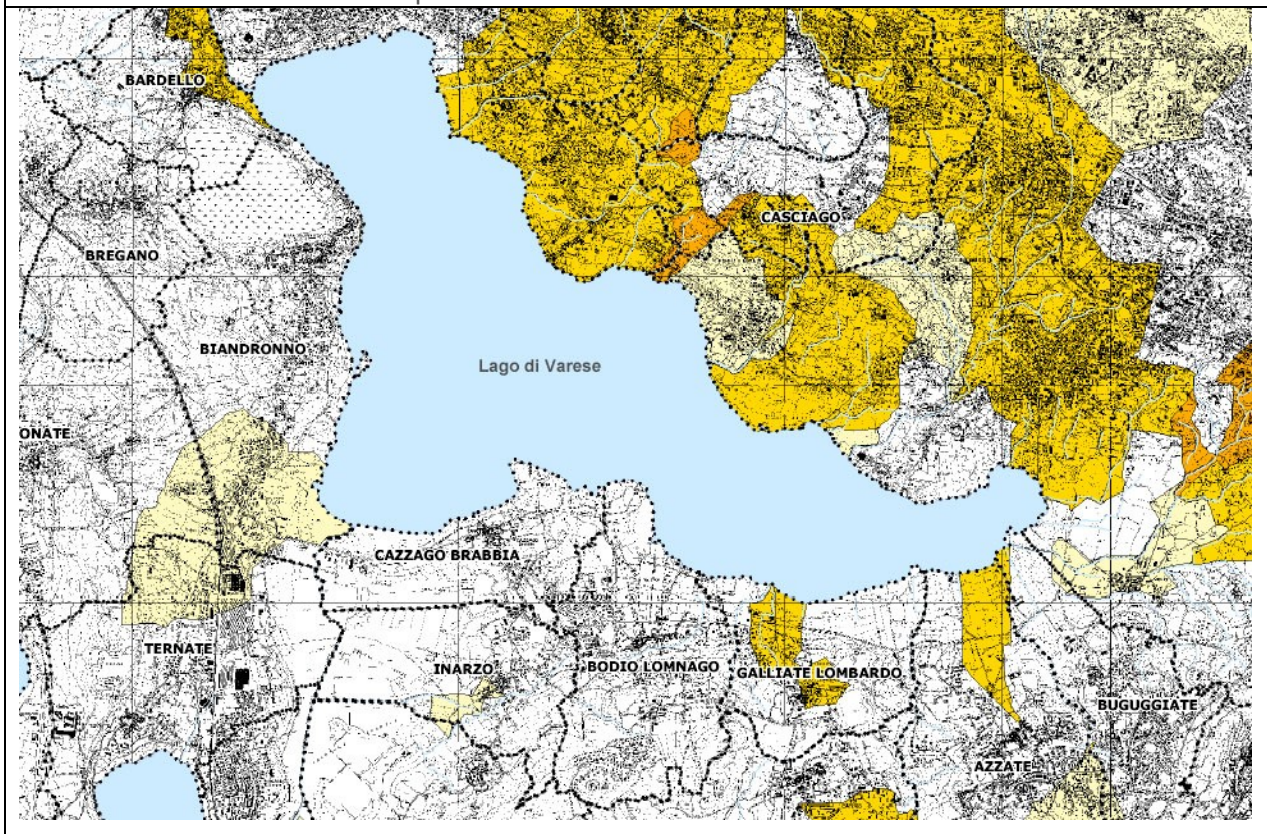 BARDELLO
CASCIAGO
BREGANO
BIANDRONNO
Lago di Varese
ONATE
CAZZAGO BRABBIA
TERNATE
INARZO
BODIO LOMNAGO
GALLIATE LOMBARDO
BUGUGGIATE
AZZATE